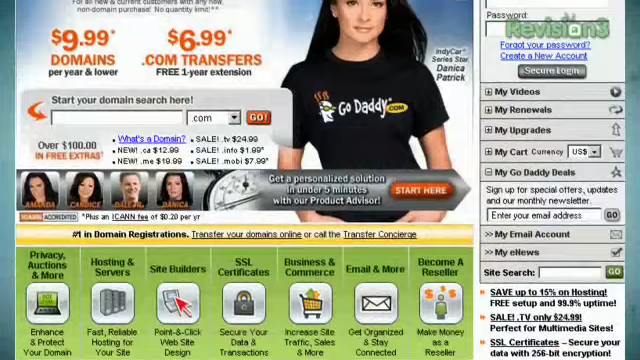 For all new & current customers with any new,
non-domain purchase! No quantity limit!**
$9.99*
DOMAINS
per year & lower
$6.99*
.COM TRANSFERS
FREE 1-year extension
IndyCar
Series Star
Danica
Patrick
Go Daddy.COM
Start your domain search here!
.com
GO!
Over $100.00
IN FREE EXTRAS
What's a Domain?
NEW! .ca $12.99
NEW! .me $19.99
SALE! .tv $24.99
SALE! .info $1.99*
SALE! .mobi $7.99*
AMANDA
CANDICE
DALE JR.
DANICA
Get a personalized solution
in under 5 minutes
with our Product Advisor!
START HERE
ICANN ACCREDITED
*Plus an ICANN fee of $0.20 per yr
#1 in Domain Registrations. Transfer your domains online or call the Transfer Concierge
Privacy,
Auctions
& More
Enhance
& Protect
Your Domain
Hosting &
Servers
Fast, Reliable
Hosting for
Your Site
Site Builders
Point-&-Click
Web Site
Design
SSL
Certificates
Secure Your
Data &
Transactions
Business &
Commerce
Increase Site
Traffic, Sales
& More
Email & More
Get Organized
& Stay
Connected
Become A
Reseller
Make Money
as a
Reseller
Password:
Revision3
Forgot your password?
Create a New Account
Secure Login
My Videos
My Renewals
My Upgrades
My Cart Currency US$
My Go Daddy Deals
Sign up for special offers, updates
and our monthly newsletter.
Enter your email address
GO
My Email Account
My eNews
Site Search:
GO
SAVE up to 15% on Hosting!
FREE setup and 99.9% uptime!
SALE! .TV only $24.99!
Perfect for Multimedia Sites!
SSL Certificates – Secure your
data with 256-bit encryption!